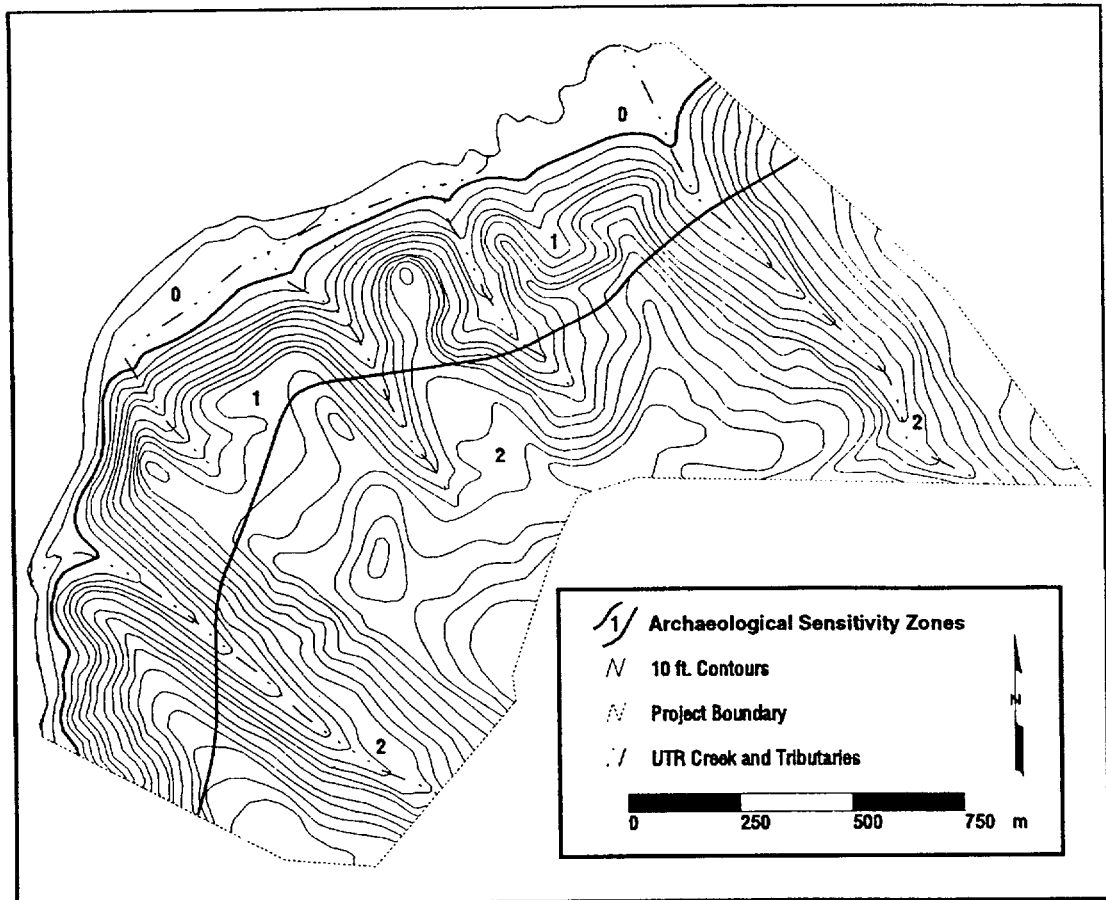 0
1
0
1
2
2
2
1 Archaeological Sensitivity Zones
10 ft. Contours
Project Boundary
N
UTR Creek and Tributaries
0 250 500 750 m